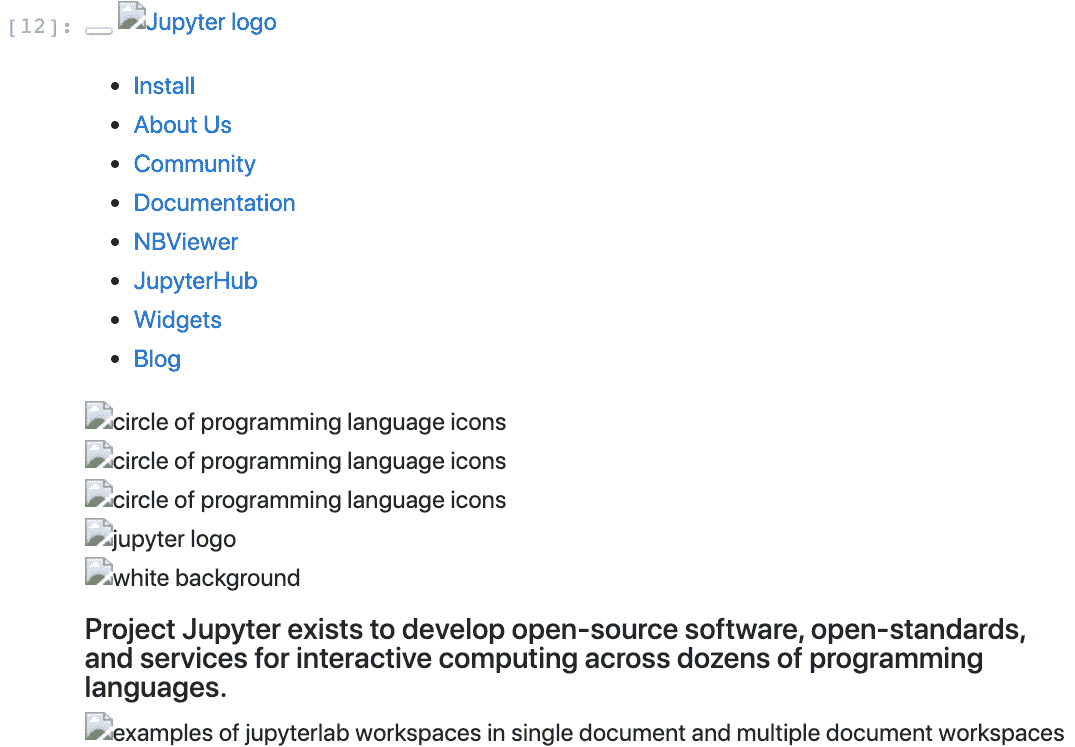 [12]: Jupyter logo
Install
About Us
Community
Documentation
NBViewer
JupyterHub
Widgets
Blog
circle of programming language icons
circle of programming language icons
circle of programming language icons
jupyter logo
white background
Project Jupyter exists to develop open-source software, open-standards,
and services for interactive computing across dozens of programming
languages.
examples of jupyterlab workspaces in single document and multiple document workspaces